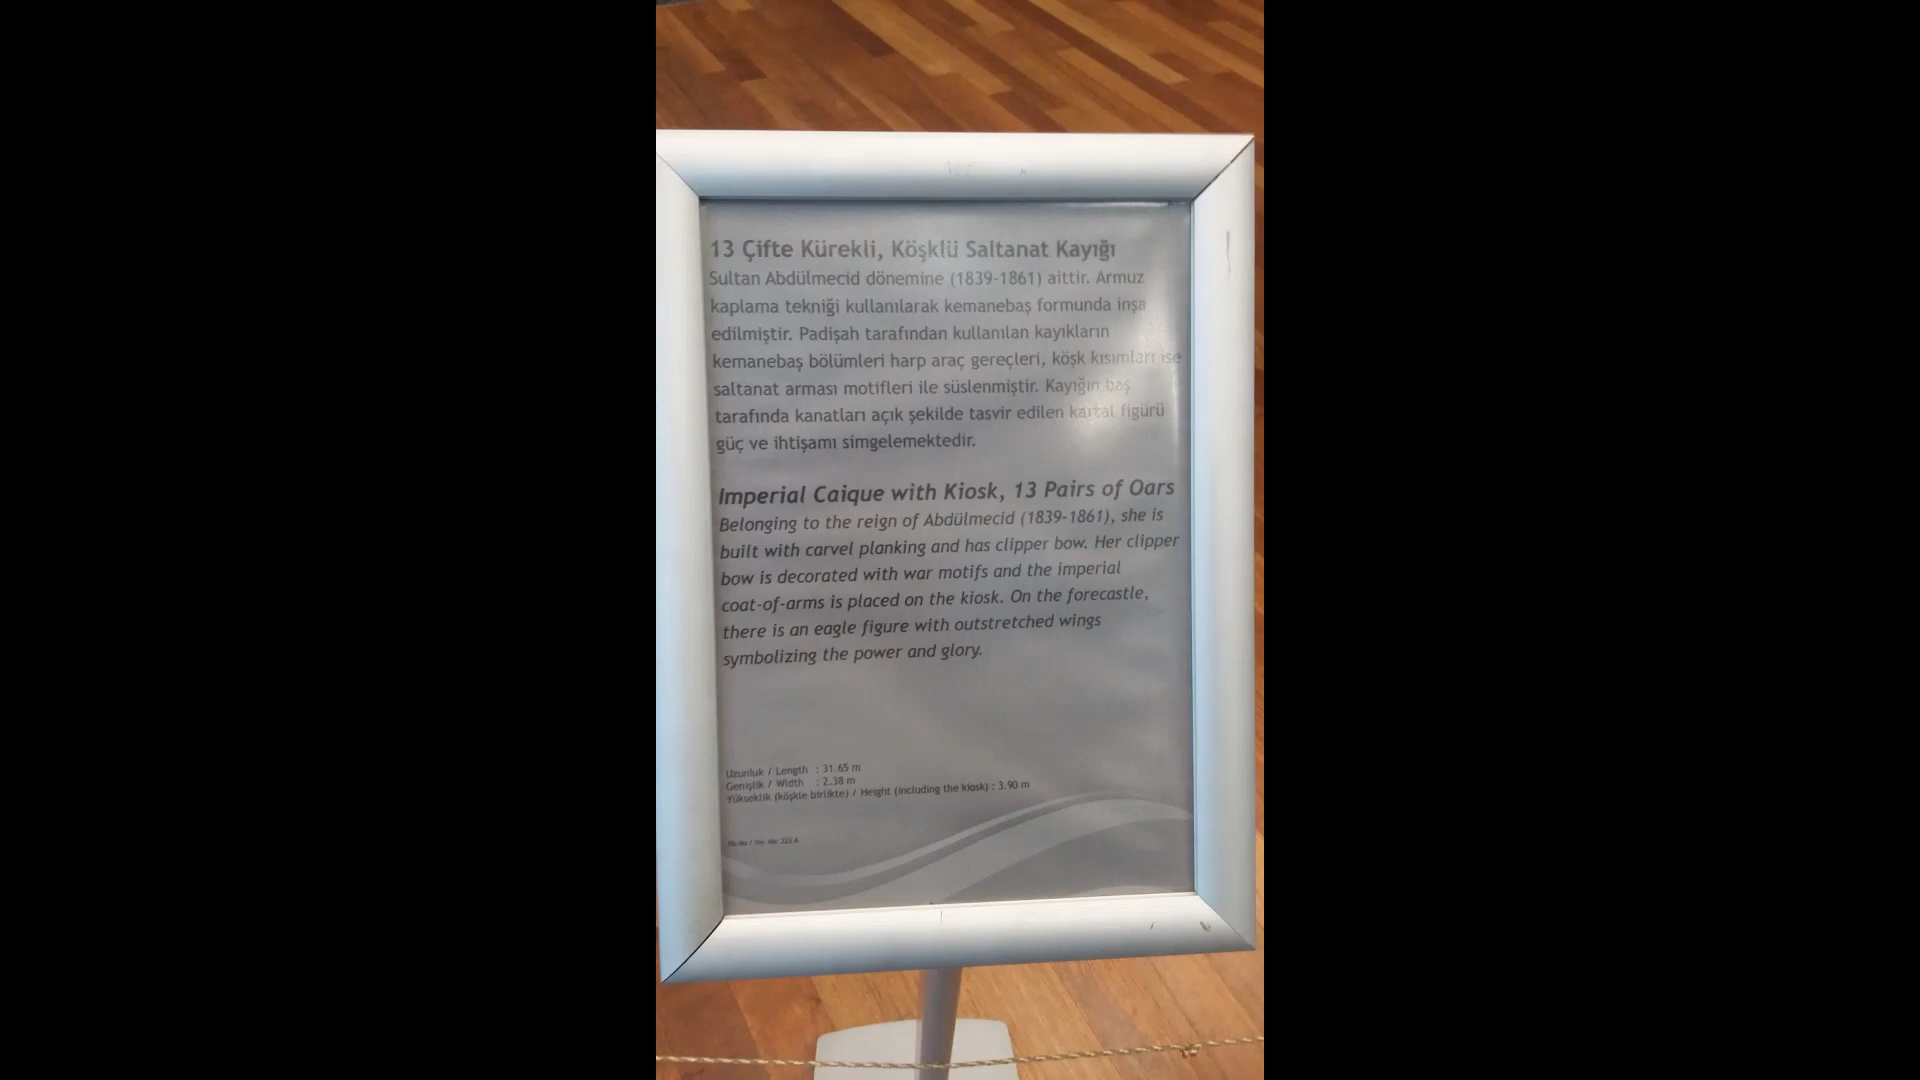 13 Çifte Kürekli, Köşklü Saltanat Kayığı
Sultan Abdülmecid dönemine (1839-1861) aittir. Armuz
kaplama tekniği kullanılarak kemanebaş formunda inşa
edilmiştir. Padişah tarafından kullanılan kayıkların
kemanebaş bölümleri harp araç gereçleri, köşk kısımları ise
saltanat arması motifleri ile süslenmiştir. Kayığın baş
tarafında kanatları açık şekilde tasvir edilen kartal figürü
güç ve ihtişamı simgelemektedir.
Imperial Caique with Kiosk, 13 Pairs of Oars
Belonging to the reign of Abdülmecid (1839-1861), she is
built with carvel planking and has clipper bow. Her clipper
bow is decorated with war motifs and the imperial
coat-of-arms is placed on the kiosk. On the forecastle,
there is an eagle figure with outstretched wings
symbolizing the power and glory.
Uzunluk / Length : 31.65 m
Genişlik / Width : 2.38 m
Yükseklik (köşkle birlikte) / Height (including the kiosk) : 3.90 m